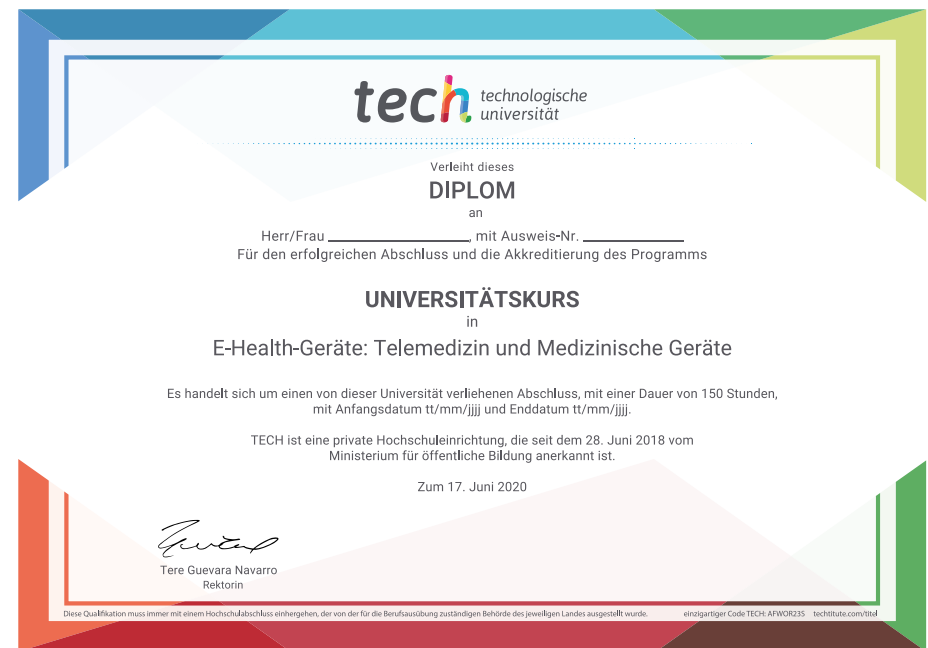 tech technologische
universität
Verleiht dieses
DIPLOM
an
Herr/Frau ____________________, mit Ausweis-Nr. ______________
Für den erfolgreichen Abschluss und die Akkreditierung des Programms
UNIVERSITÄTSKURS
in
E-Health-Geräte: Telemedizin und Medizinische Geräte
Es handelt sich um einen von dieser Universität verliehenen Abschluss, mit einer Dauer von 150 Stunden,
mit Anfangsdatum tt/mm/jjjj und Enddatum tt/mm/jjjj.
TECH ist eine private Hochschuleinrichtung, die seit dem 28. Juni 2018 vom
Ministerium für öffentliche Bildung anerkannt ist.
Zum 17. Juni 2020
Tere Guevara Navarro
Rektorin
Diese Qualifikation muss immer mit einem Hochschulabschluss einhergehen, der von der für die Berufsausübung zuständigen Behörde des jeweiligen Landes ausgestellt wurde. einzigartiger Code TECH: AFWOR23S techtitute.com/titel